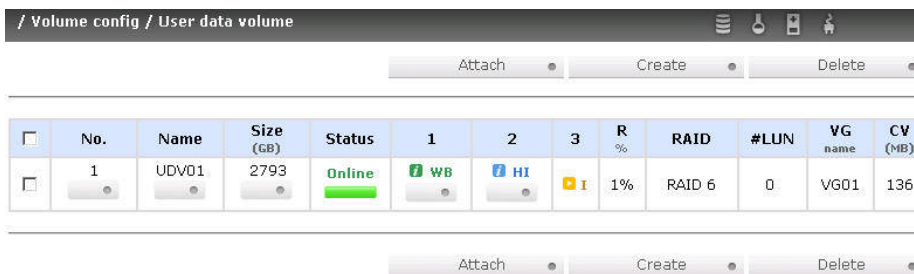 / Volume config / User data volume
Attach Create Delete
No. Name Size (GB) Status 1 2 3 R % RAID #LUN VG name CV (MB)
1 UDV01 2793 Online WB HI I 1% RAID 6 0 VG01 136
Attach Create Delete